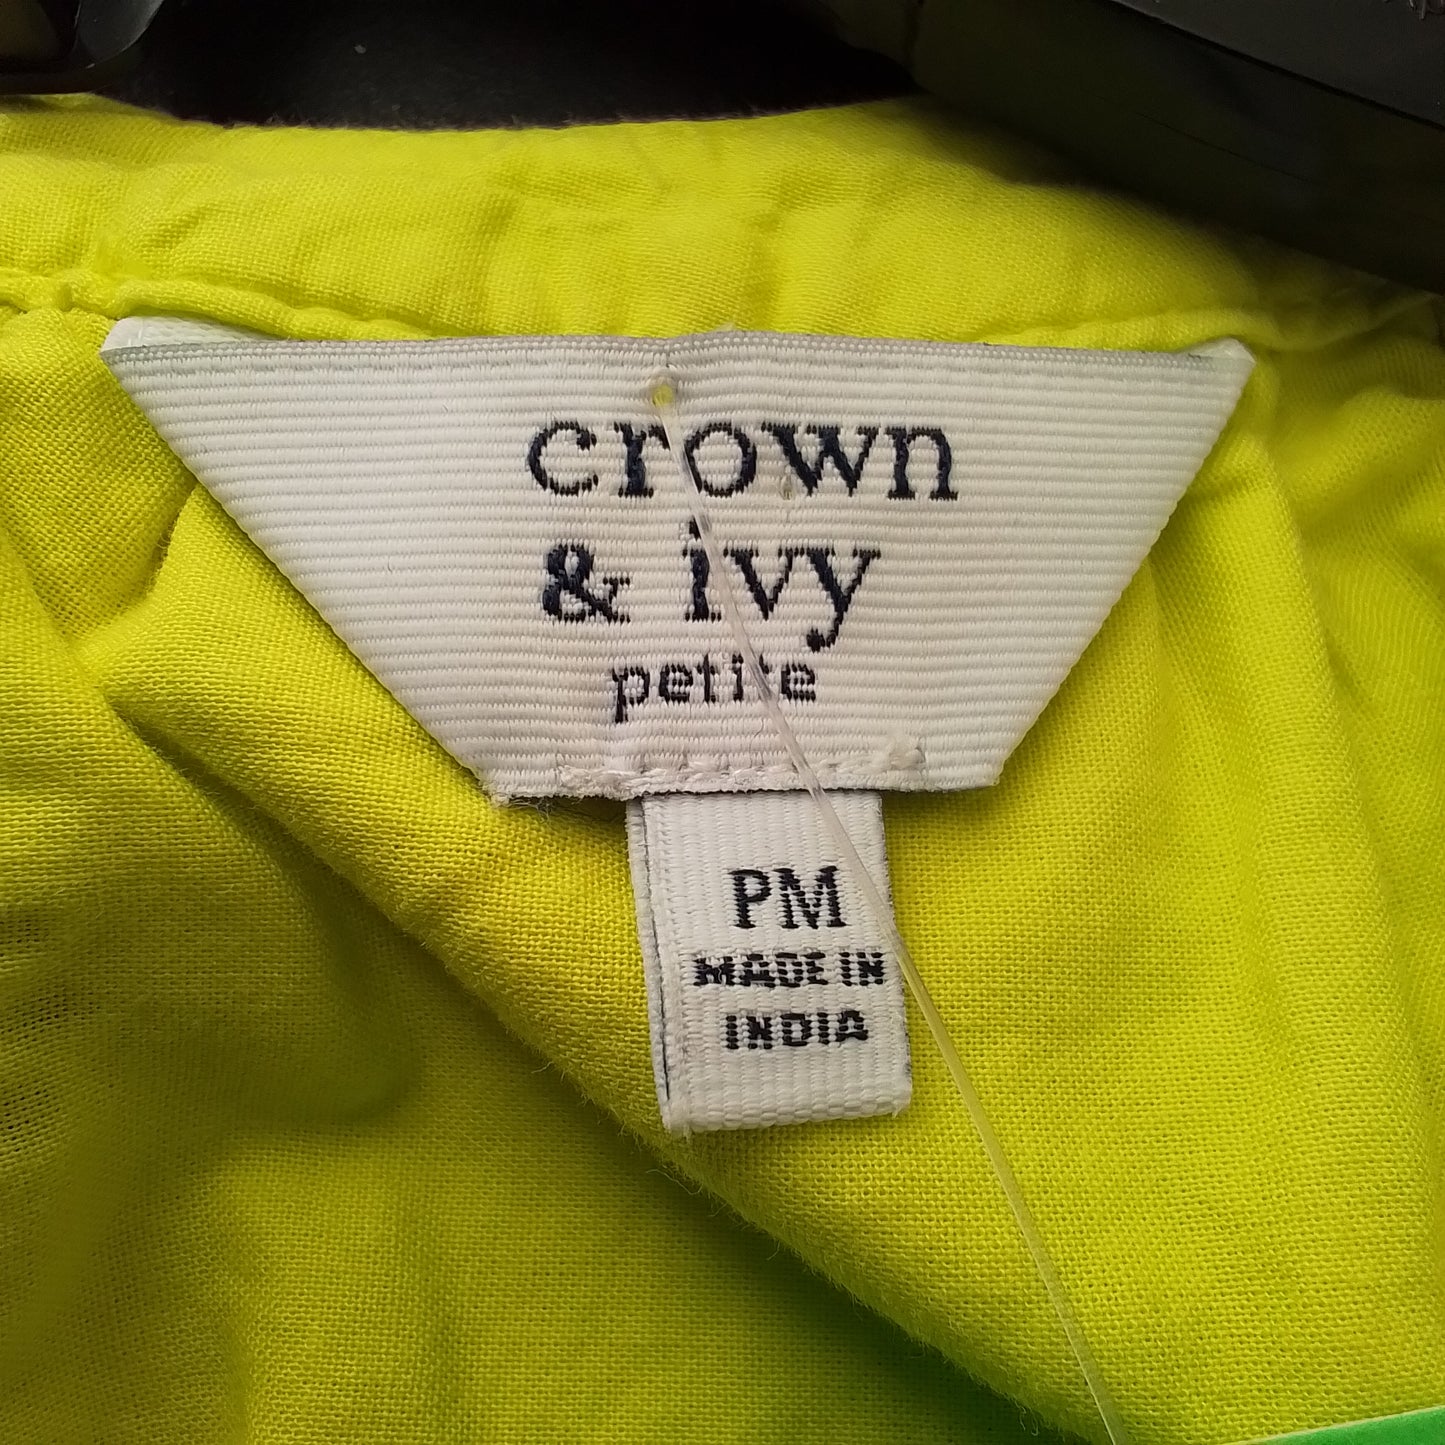 crown
& ivy
petite
PM
MADE IN
INDIA